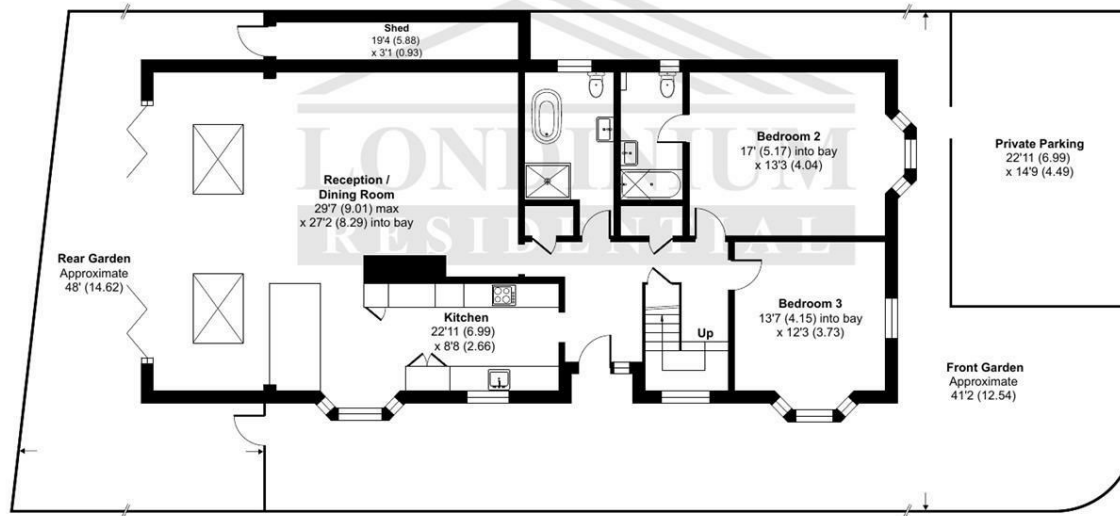 Shed
19'4 (5.88)
x 3'1 (0.93)
LONDINIUM
RESIDENTIAL
Bedroom 2
17' (5.17) into bay
x 13'3 (4.04)
Private Parking
22'11 (6.99)
x 14'9 (4.49)
Reception /
Dining Room
29'7 (9.01) max
x 27'2 (8.29) into bay
Rear Garden
Approximate
48' (14.62)
Kitchen
22'11 (6.99)
x 8'8 (2.66)
Up
Bedroom 3
13'7 (4.15) into bay
x 12'3 (3.73)
Front Garden
Approximate
41'2 (12.54)